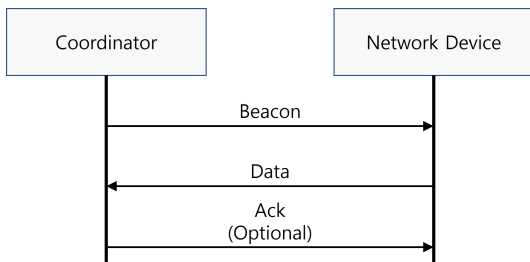 Coordinator
Network Device
Beacon
Data
Ack
(Optional)